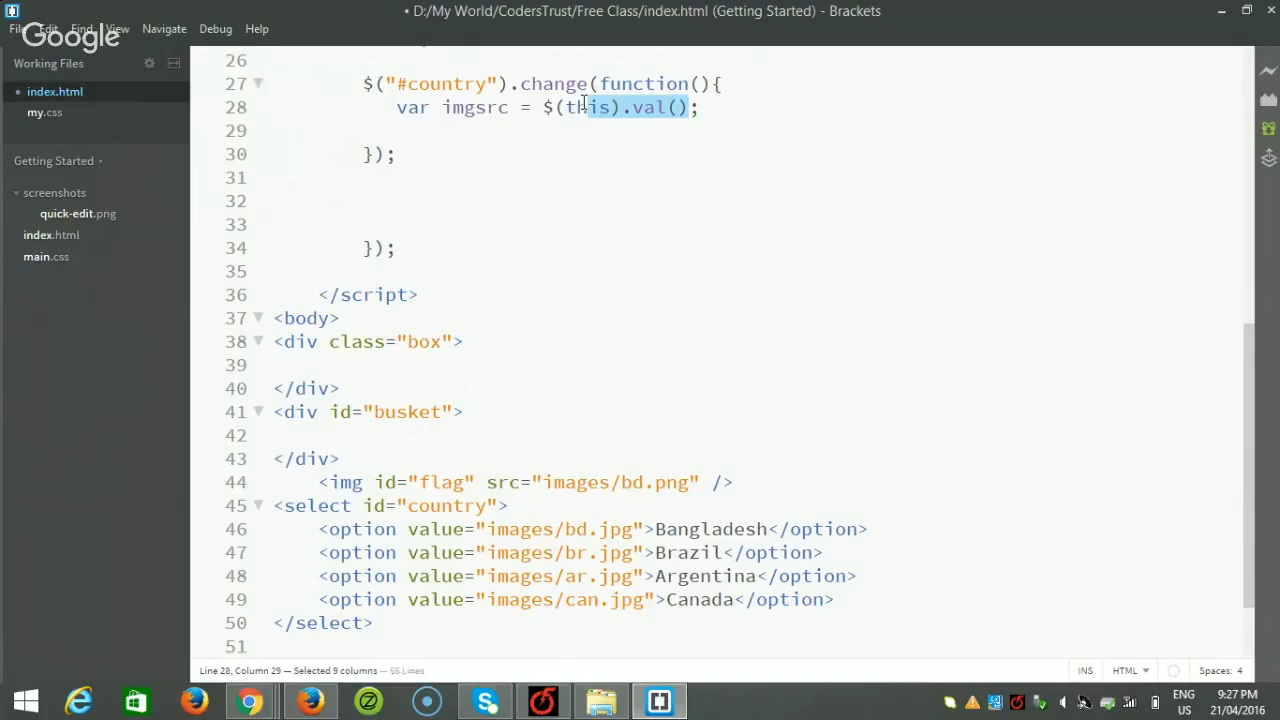 • D:/My World/CodersTrust/Free Class/index.html (Getting Started) - Brackets
File Edit Find View Navigate Debug Help
Google
Working Files
• index.html
my.css
Getting Started
screenshots
quick-edit.png
index.html
main.css
26
27 $("#country").change(function(){
28 var imgsrc = $(this).val();
29
30 });
31
32
33
34 });
35
36 </script>
37 <body>
38 <div class="box">
39
40 </div>
41 <div id="busket">
42
43 </div>
44 <img id="flag" src="images/bd.png" />
45 <select id="country">
46 <option value="images/bd.jpg">Bangladesh</option>
47 <option value="images/br.jpg">Brazil</option>
48 <option value="images/ar.jpg">Argentina</option>
49 <option value="images/can.jpg">Canada</option>
50 </select>
51
Line 28, Column 29 — Selected 9 columns — 55 Lines
INS HTML Spaces: 4
ENG 9:27 PM
US 21/04/2016